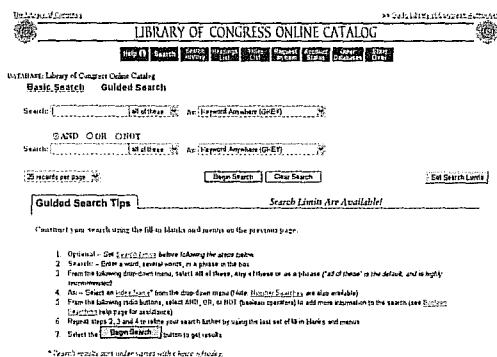 The Library of Congress
LIBRARY OF CONGRESS ONLINE CATALOG
Help Search Search History Headings List Titles List Request an Item Account Status Other Databases Start Over
DATABASE: Library of Congress Online Catalog
Basic Search Guided Search
Search: all of these As: Keyword Anywhere (GKEY)
AND OR NOT
Search: all of these As: Keyword Anywhere (GKEY)
25 records per page Begin Search Clear Search Set Search Limits
Guided Search Tips Search Limits Are Available!
Construct your search using the fill-in blanks and menus on the previous page.
1 Optional – Set Search Limits before following the steps below
2 Search: – Enter a word, several words, or a phrase in the box
3 From the following drop-down menu, select all of these, any of these or as a phrase ("all of these" is the default, and is highly
recommended)
4 As: – Select an Index Name* from the drop-down menu (Note: Number Searches are also available)
5 From the following radio buttons, select AND, OR, or NOT (boolean operators) to add more information to the search (see Boolean
Searching help page for assistance)
6 Repeat steps 2, 3 and 4 to refine your search further by using the last set of fill in blanks and menus
7 Select the Begin Search button to get results
* Search results sort order varies with choice of index.